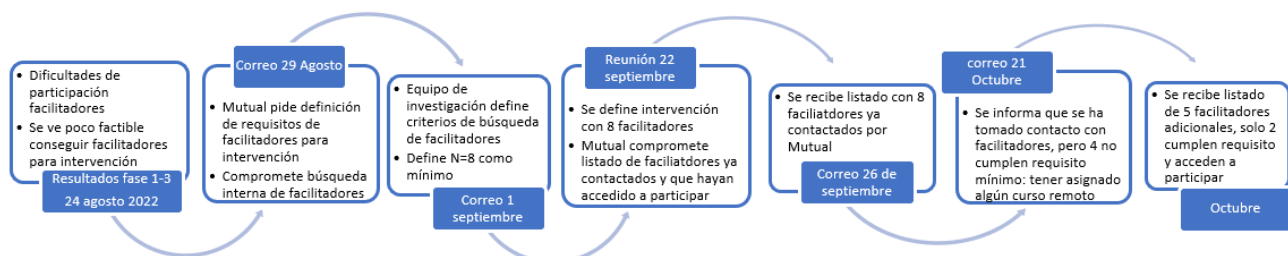 • Dificultades de
participación
facilitadores
• Se ve poco factible
conseguir facilitadores
para intervención
Resultados fase 1-3
24 agosto 2022
Correo 29 Agosto
• Mutual pide definición
de requisitos de
facilitadores para
intervención
• Compromete búsqueda
interna de facilitadores
• Equipo de
investigación define
criterios de búsqueda
de facilitadores
• Define N=8 como
mínimo
Correo 1
septiembre
Reunión 22
septiembre
• Se define intervención
con 8 facilitadores
• Mutual compromete
listado de faciliatdores ya
contactados y que hayan
accedido a participar
• Se recibe listado con 8
faciliatdores ya
contactados por
Mutual
Correo 26 de
septiembre
correo 21
Octubre
• Se informa que se ha
tomado contacto con
facilitadores, pero 4 no
cumplen requisito
mínimo: tener asignado
algún curso remoto
• Se recibe listado
de 5 facilitadores
adicionales, solo 2
cumplen requisito
y acceden a
participar
Octubre